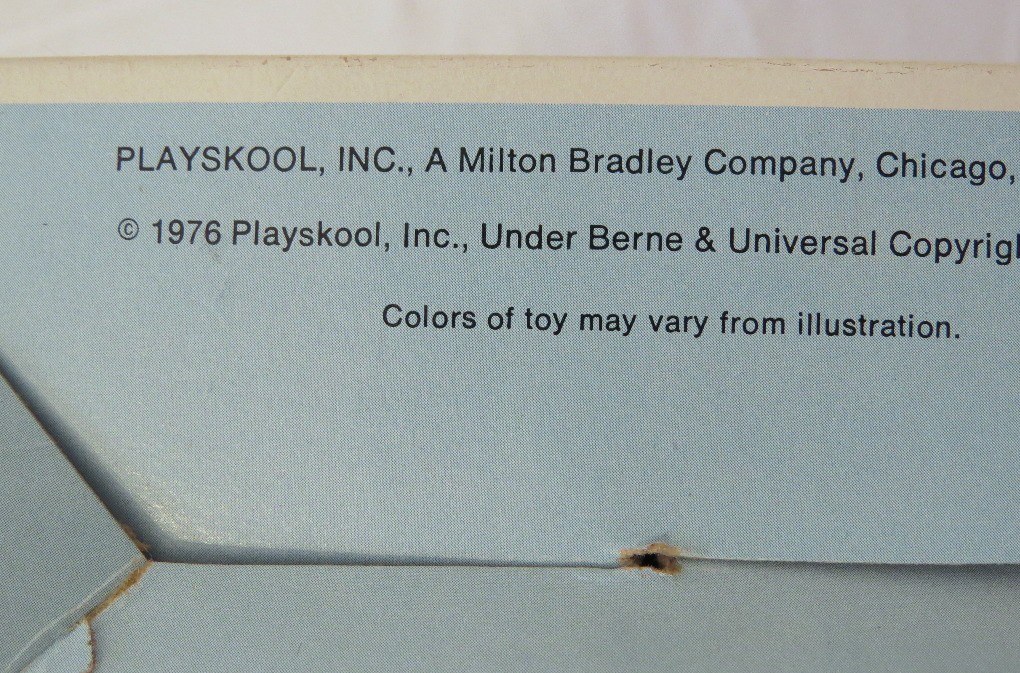 PLAYSKOOL, INC., A Milton Bradley Company, Chicago,
© 1976 Playskool, Inc., Under Berne & Universal
Colors of toy may vary from illustration.